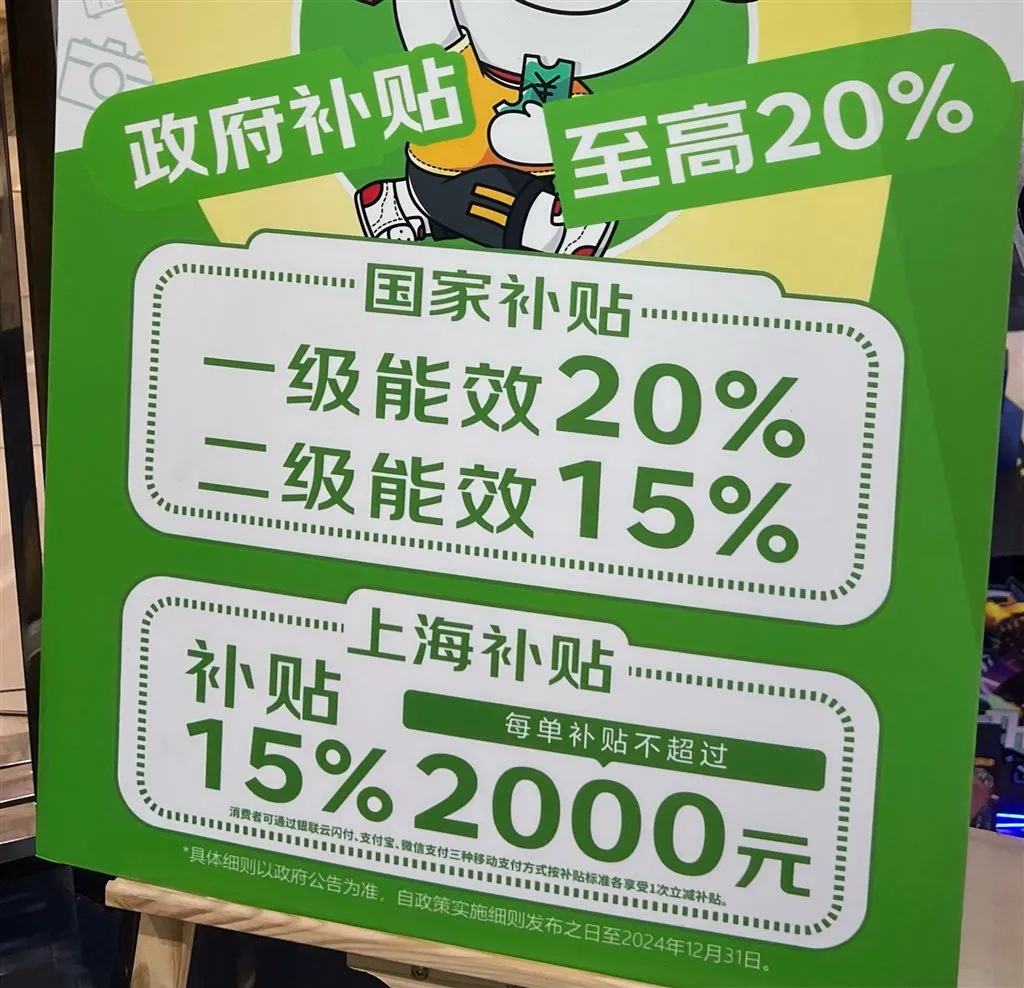 政府补贴
至高20%
¥
国家补贴
一级能效20%
二级能效15%
上海补贴
补贴
15%
每单补贴不超过
2000元
消费者可通过银联云闪付、支付宝、微信支付三种移动支付方式按补贴标准各享受1次立减补贴。
*具体细则以政府公告为准，自政策实施细则发布之日至2024年12月31日。